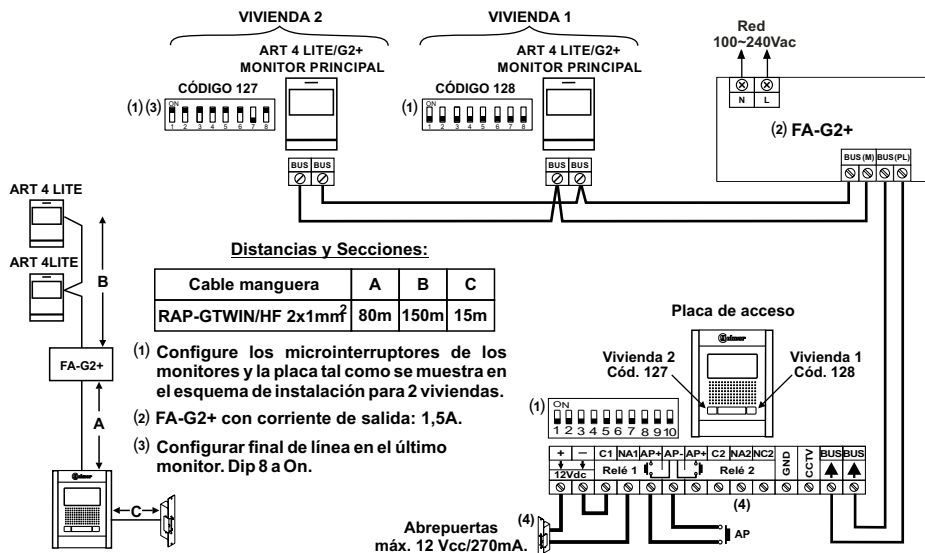 VIVIENDA 2
ART 4 LITE/G2+
MONITOR PRINCIPAL
CÓDIGO 127
(1) (3)
ON
1 2 3 4 5 6 7 8
BUS BUS
VIVIENDA 1
ART 4 LITE/G2+
MONITOR PRINCIPAL
CÓDIGO 128
(1)
ON
1 2 3 4 5 6 7 8
BUS BUS
Red
100~240Vac
N L
(2) FA-G2+
BUS (M) BUS (PL)
ART 4 LITE
ART 4LITE
B
FA-G2+
A
golmar
C
Distancias y Secciones:
Cable manguera A B C
RAP-GTWIN/HF 2x1mm² 80m 150m 15m
(1) Configure los microinterruptores de los
monitores y la placa tal como se muestra en
el esquema de instalación para 2 viviendas.
(2) FA-G2+ con corriente de salida: 1,5A.
(3) Configurar final de línea en el último
monitor. Dip 8 a On.
Placa de acceso
golmar
Vivienda 2
Cód. 127
Vivienda 1
Cód. 128
(1)
ON
1 2 3 4 5 6 7 8 9 10
+ – C1 NA1 AP+ AP- AP+ C2 NA2 NC2 GND CCTV BUS BUS
12Vdc Relé 1 Relé 2
(4)
(4)
Abrepuertas
máx. 12 Vcc/270mA.
AP